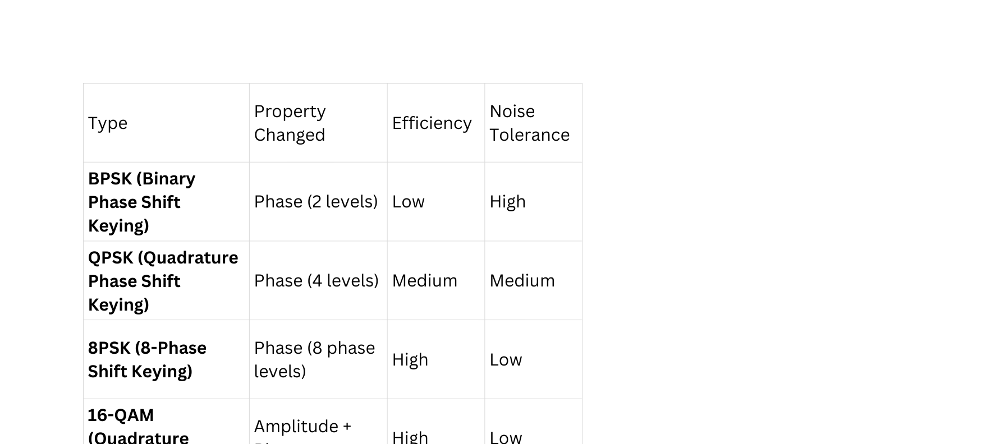 Type
Property
Changed
Efficiency
Noise
Tolerance
BPSK (Binary
Phase Shift
Keying)
Phase (2 levels)
Low
High
QPSK (Quadrature
Phase Shift
Keying)
Phase (4 levels)
Medium
Medium
8PSK (8-Phase
Shift Keying)
Phase (8 phase
levels)
High
Low
16-QAM
(Quadrature
Amplitude +
High
Low